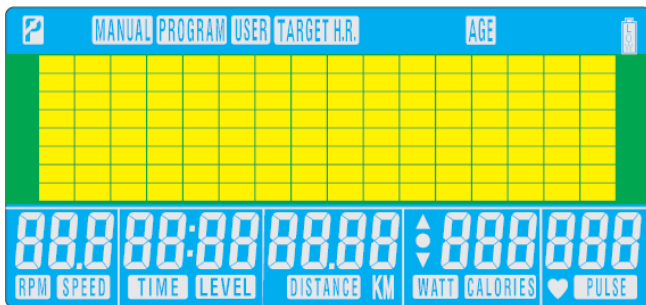 P MANUAL PROGRAM USER TARGET H.R. AGE LOW
88.8 88:88 88.88 888 888
RPM SPEED TIME LEVEL DISTANCE KM WATT CALORIES PULSE